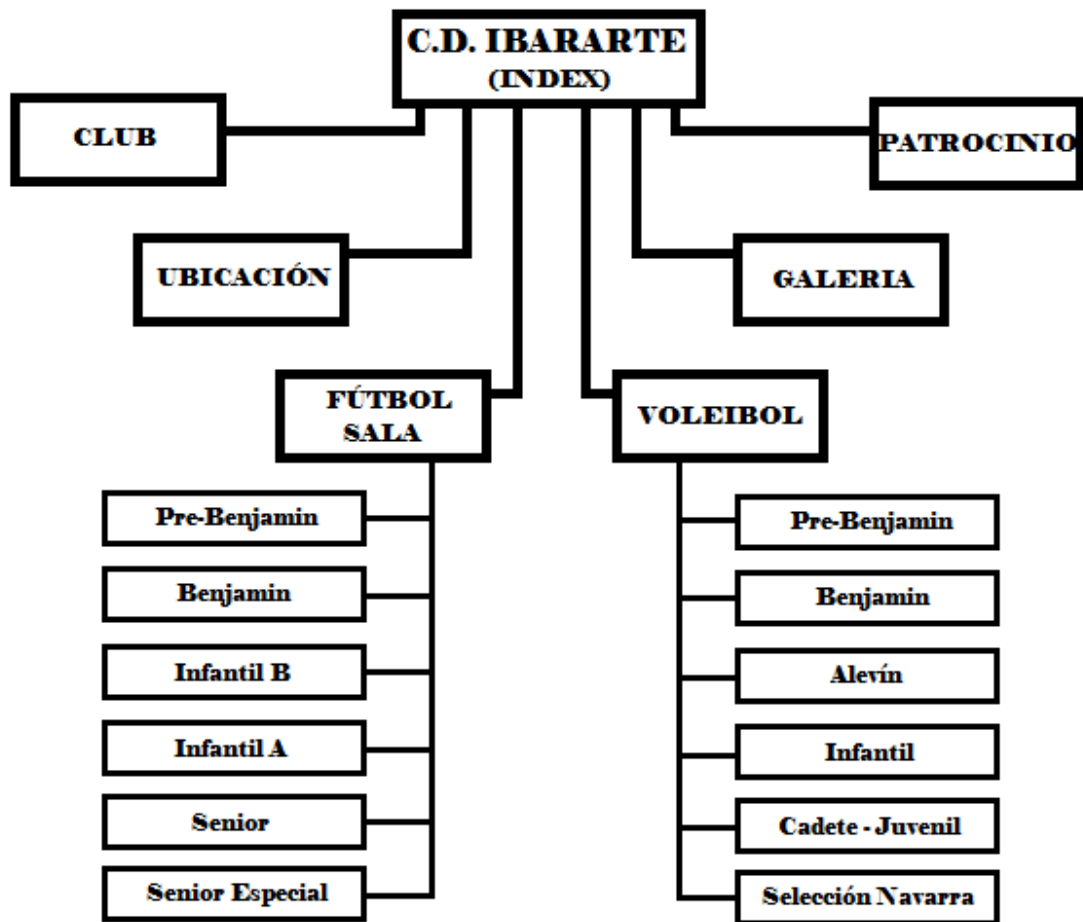 C.D. IBARARTE
(INDEX)
CLUB
PATROCINIO
UBICACIÓN
GALERIA
FÚTBOL
SALA
VOLEIBOL
Pre-Benjamin
Benjamin
Infantil B
Infantil A
Senior
Senior Especial
Pre-Benjamin
Benjamin
Alevín
Infantil
Cadete - Juvenil
Selección Navarra